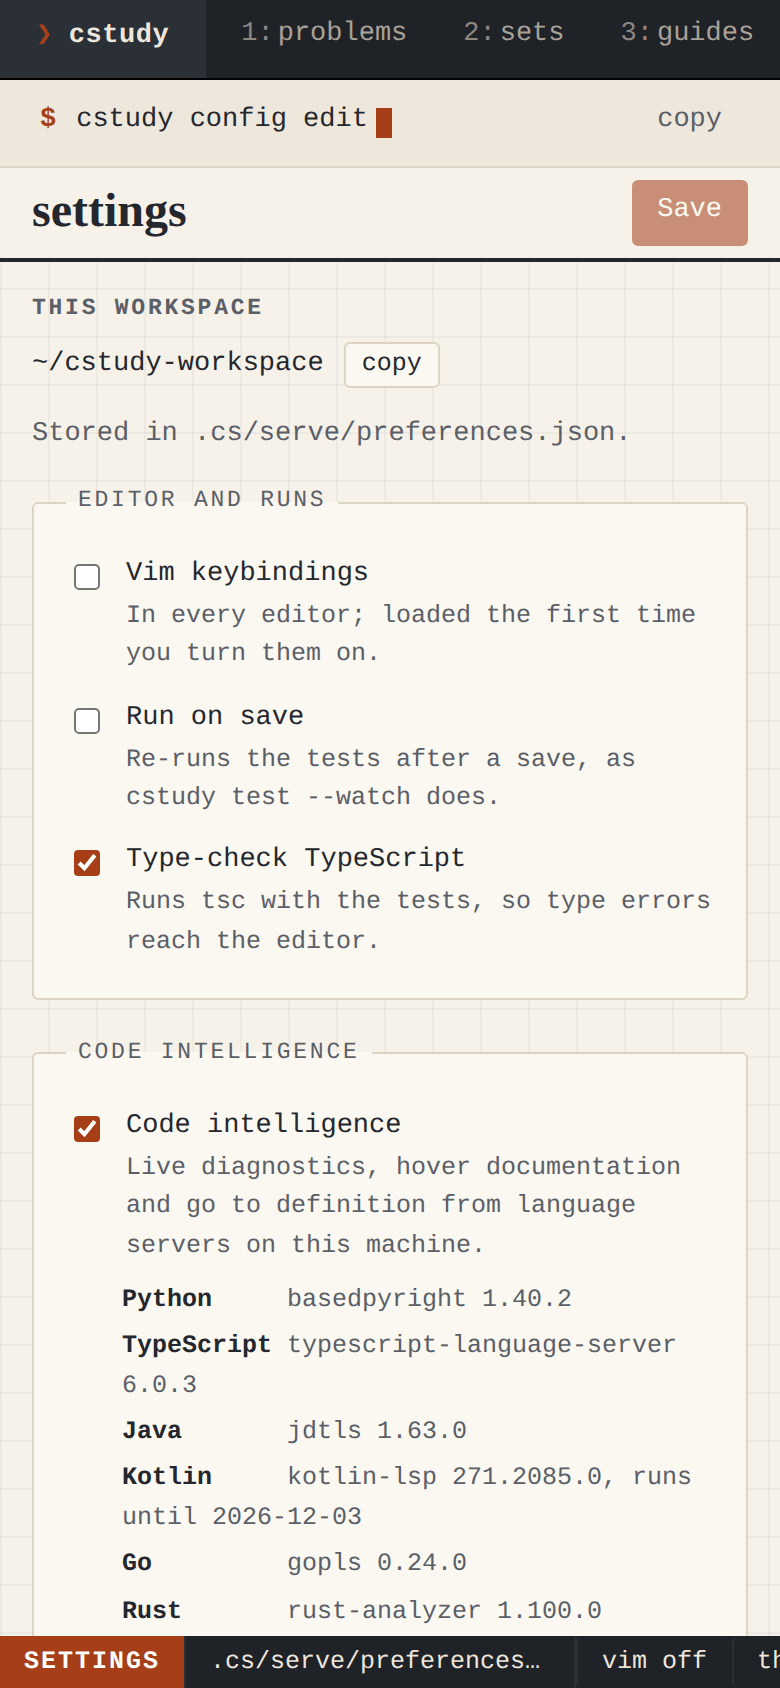 ❯ cstudy 1:problems 2:sets 3:guides
$ cstudy config edit copy
settings Save
THIS WORKSPACE
~/cstudy-workspace copy
Stored in .cs/serve/preferences.json.
EDITOR AND RUNS
Vim keybindings
In every editor; loaded the first time
you turn them on.
Run on save
Re-runs the tests after a save, as
cstudy test --watch does.
Type-check TypeScript
Runs tsc with the tests, so type errors
reach the editor.
CODE INTELLIGENCE
Code intelligence
Live diagnostics, hover documentation
and go to definition from language
servers on this machine.
Python basedpyright 1.40.2
TypeScript typescript-language-server
6.0.3
Java jdtls 1.63.0
Kotlin kotlin-lsp 271.2085.0, runs
until 2026-12-03
Go gopls 0.24.0
Rust rust-analyzer 1.100.0
SETTINGS .cs/serve/preferences… vim off